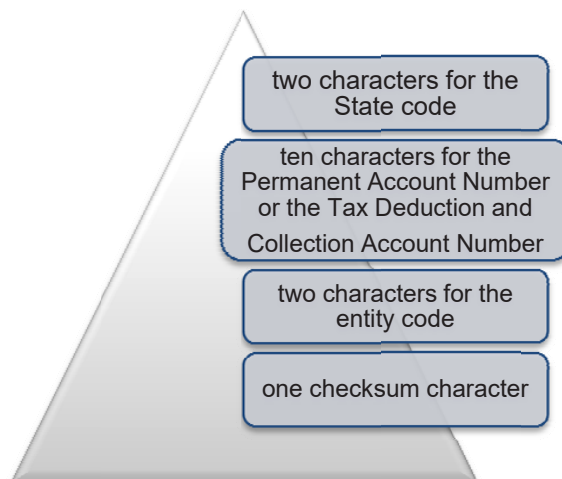 two characters for the
State code
ten characters for the
Permanent Account Number
or the Tax Deduction and
Collection Account Number
two characters for the
entity code
one checksum character